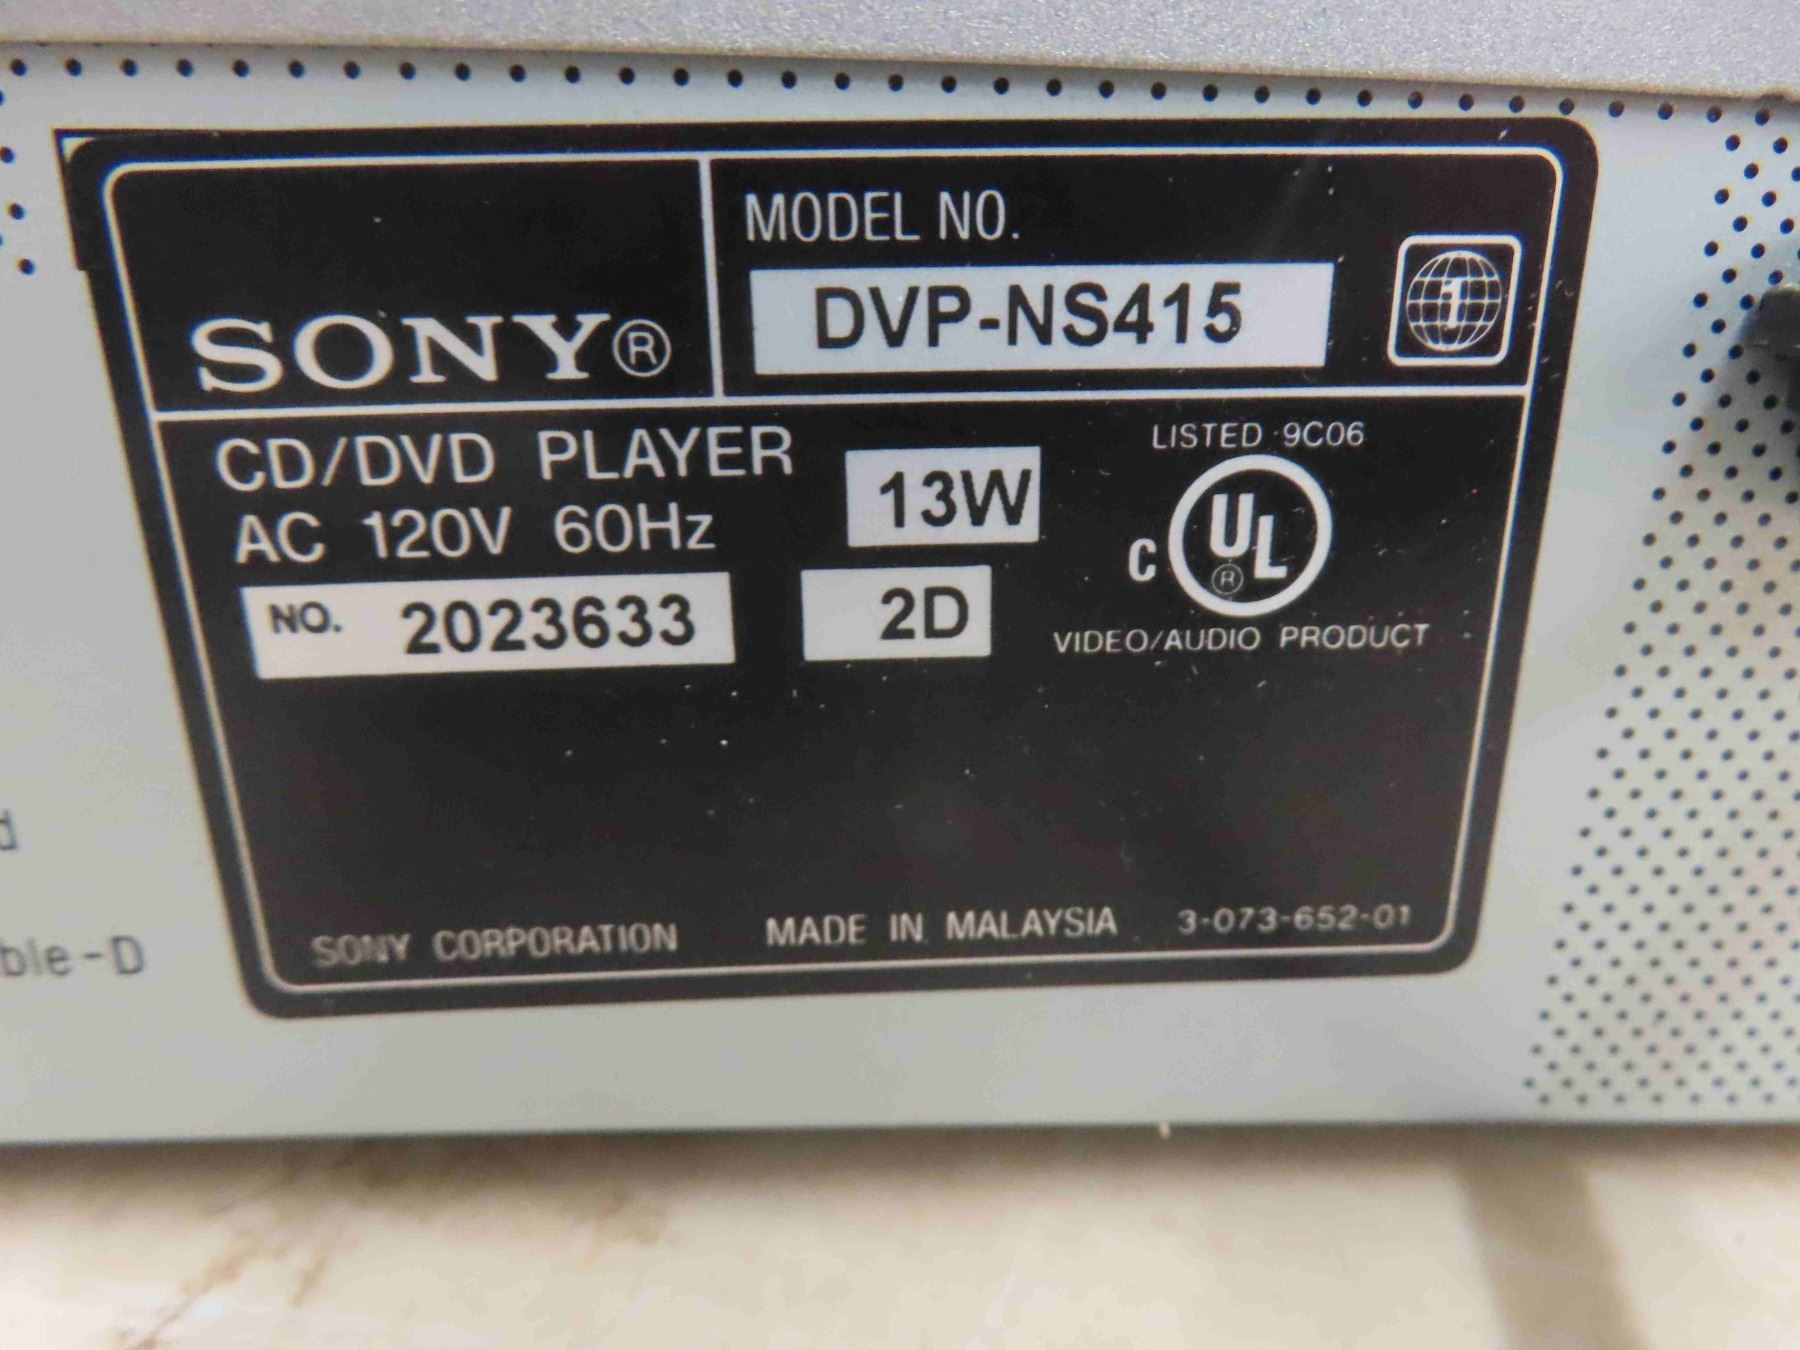 SONY®
MODEL NO.
DVP-NS415
i
CD/DVD PLAYER
AC 120V 60Hz
13W
NO. 2023633
2D
LISTED 9C06
C UL ®
VIDEO/AUDIO PRODUCT
SONY CORPORATION MADE IN MALAYSIA 3-073-652-01
d
ble-D